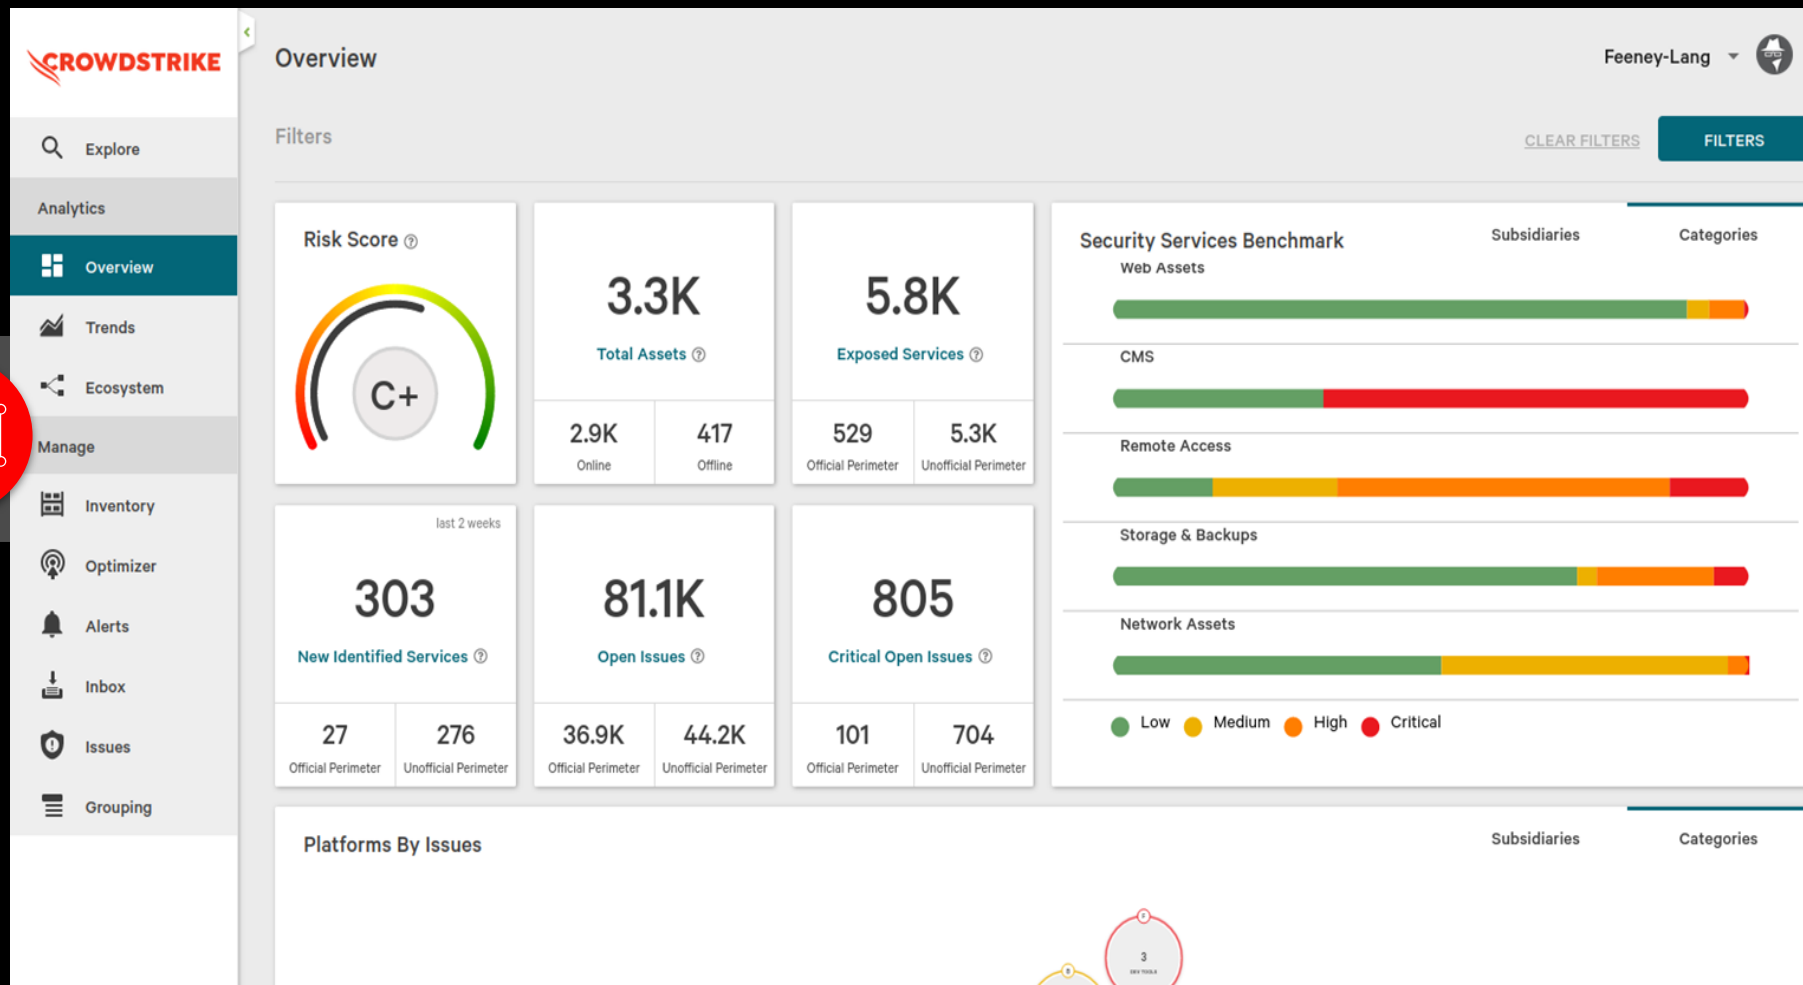 CROWDSTRIKE
Explore
Analytics
Overview
Trends
Ecosystem
Manage
Inventory
Optimizer
Alerts
Inbox
Issues
Grouping
Overview
Feeney-Lang
Filters
CLEAR FILTERS
FILTERS
Risk Score
C+
3.3K
Total Assets
2.9K
Online
417
Offline
5.8K
Exposed Services
529
Official Perimeter
5.3K
Unofficial Perimeter
last 2 weeks
303
New Identified Services
27
Official Perimeter
276
Unofficial Perimeter
81.1K
Open Issues
36.9K
Official Perimeter
44.2K
Unofficial Perimeter
805
Critical Open Issues
101
Official Perimeter
704
Unofficial Perimeter
Security Services Benchmark
Subsidiaries
Categories
Web Assets
CMS
Remote Access
Storage & Backups
Network Assets
Low Medium High Critical
Platforms By Issues
Subsidiaries
Categories
3
DEV TOOLS